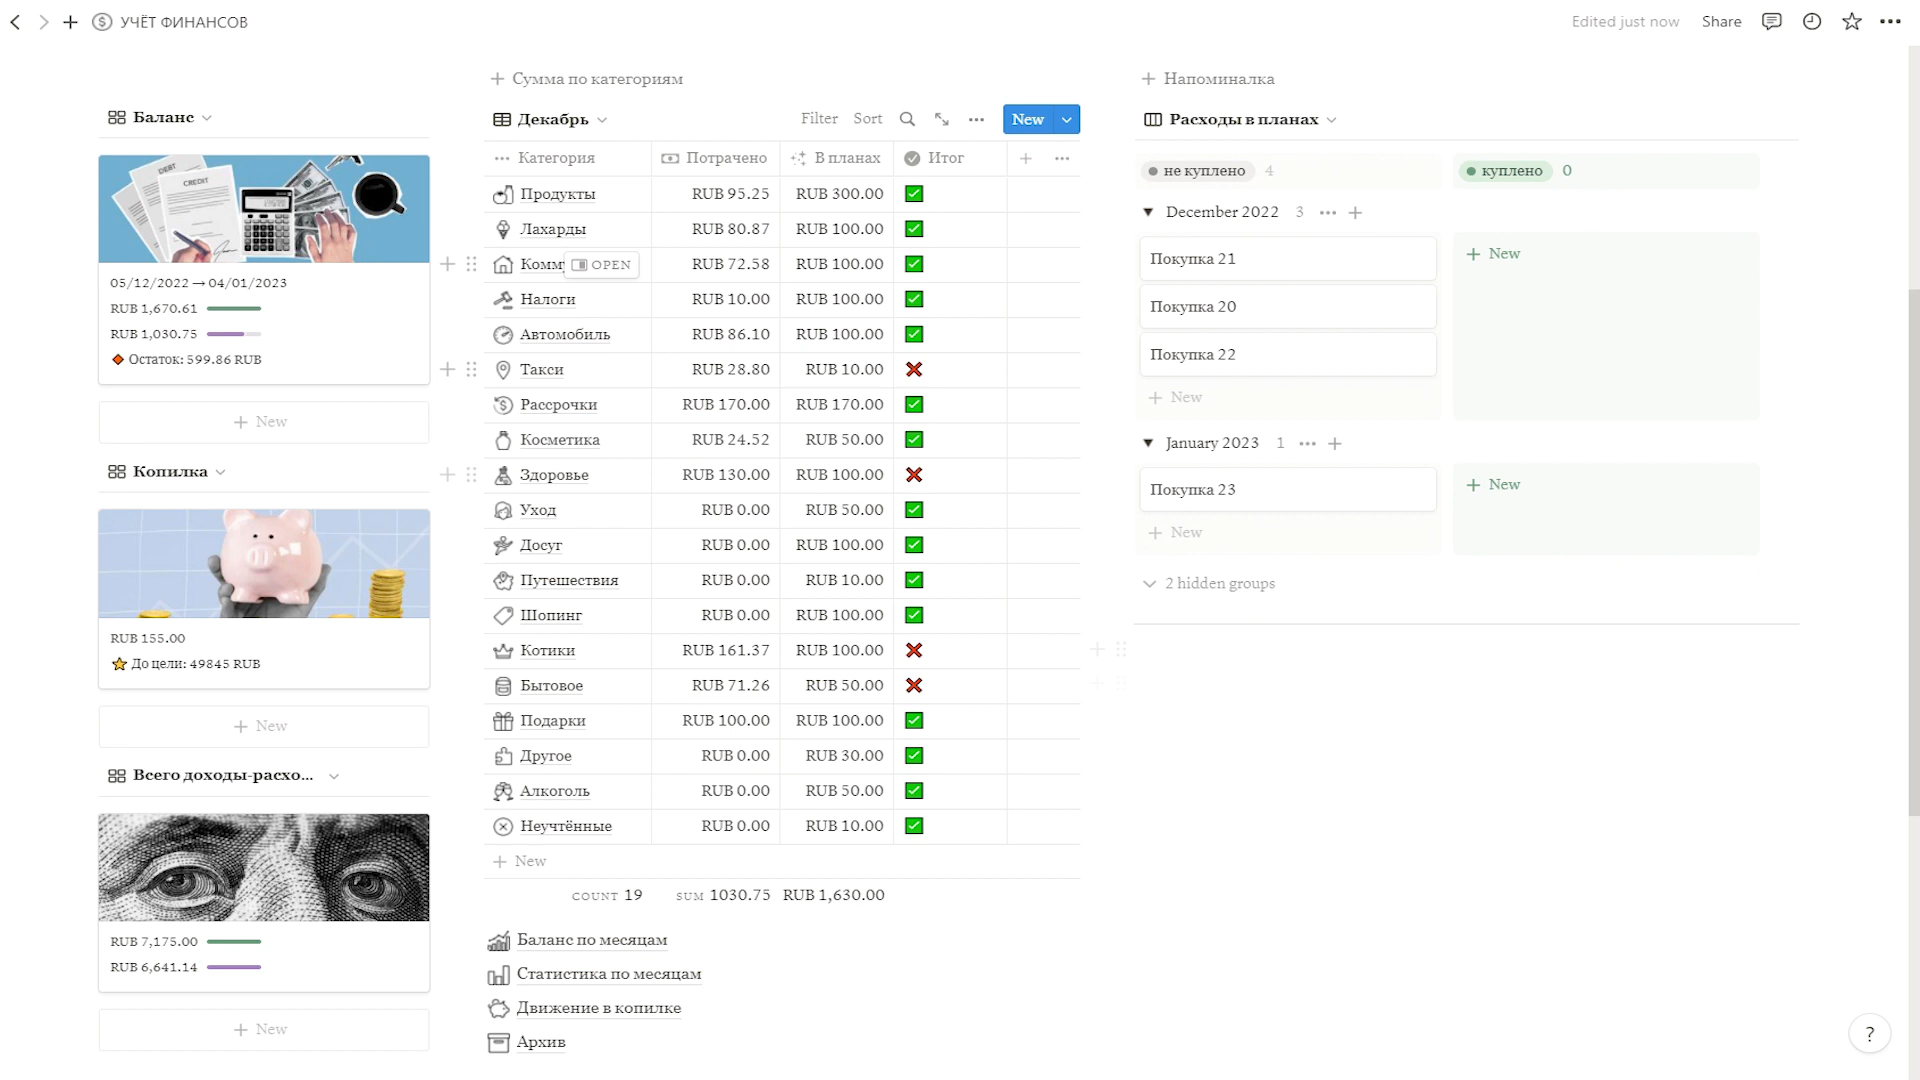 УЧЁТ ФИНАНСОВ
Edited just now
Share
Баланс
DEBT
CREDIT
05/12/2022 → 04/01/2023
RUB 1,670.61
RUB 1,030.75
Остаток: 599.86 RUB
New
Копилка
RUB 155.00
До цели: 49845 RUB
New
Всего доходы-расхо...
RUB 7,175.00
RUB 6,641.14
New
Сумма по категориям
Декабрь
Filter Sort New
Категория Потрачено В планах Итог
Продукты RUB 95.25 RUB 300.00
Лахарды RUB 80.87 RUB 100.00
Комму OPEN RUB 72.58 RUB 100.00
Налоги RUB 10.00 RUB 100.00
Автомобиль RUB 86.10 RUB 100.00
Такси RUB 28.80 RUB 10.00
Рассрочки RUB 170.00 RUB 170.00
Косметика RUB 24.52 RUB 50.00
Здоровье RUB 130.00 RUB 100.00
Уход RUB 0.00 RUB 50.00
Досуг RUB 0.00 RUB 100.00
Путешествия RUB 0.00 RUB 10.00
Шопинг RUB 0.00 RUB 100.00
Котики RUB 161.37 RUB 100.00
Бытовое RUB 71.26 RUB 50.00
Подарки RUB 100.00 RUB 100.00
Другое RUB 0.00 RUB 30.00
Алкоголь RUB 0.00 RUB 50.00
Неучтённые RUB 0.00 RUB 10.00
New
COUNT 19 SUM 1030.75 RUB 1,630.00
Баланс по месяцам
Статистика по месяцам
Движение в копилке
Архив
Напоминалка
Расходы в планах
не куплено 4
куплено 0
December 2022 3
Покупка 21
New
Покупка 20
Покупка 22
New
January 2023 1
Покупка 23
New
New
2 hidden groups
?